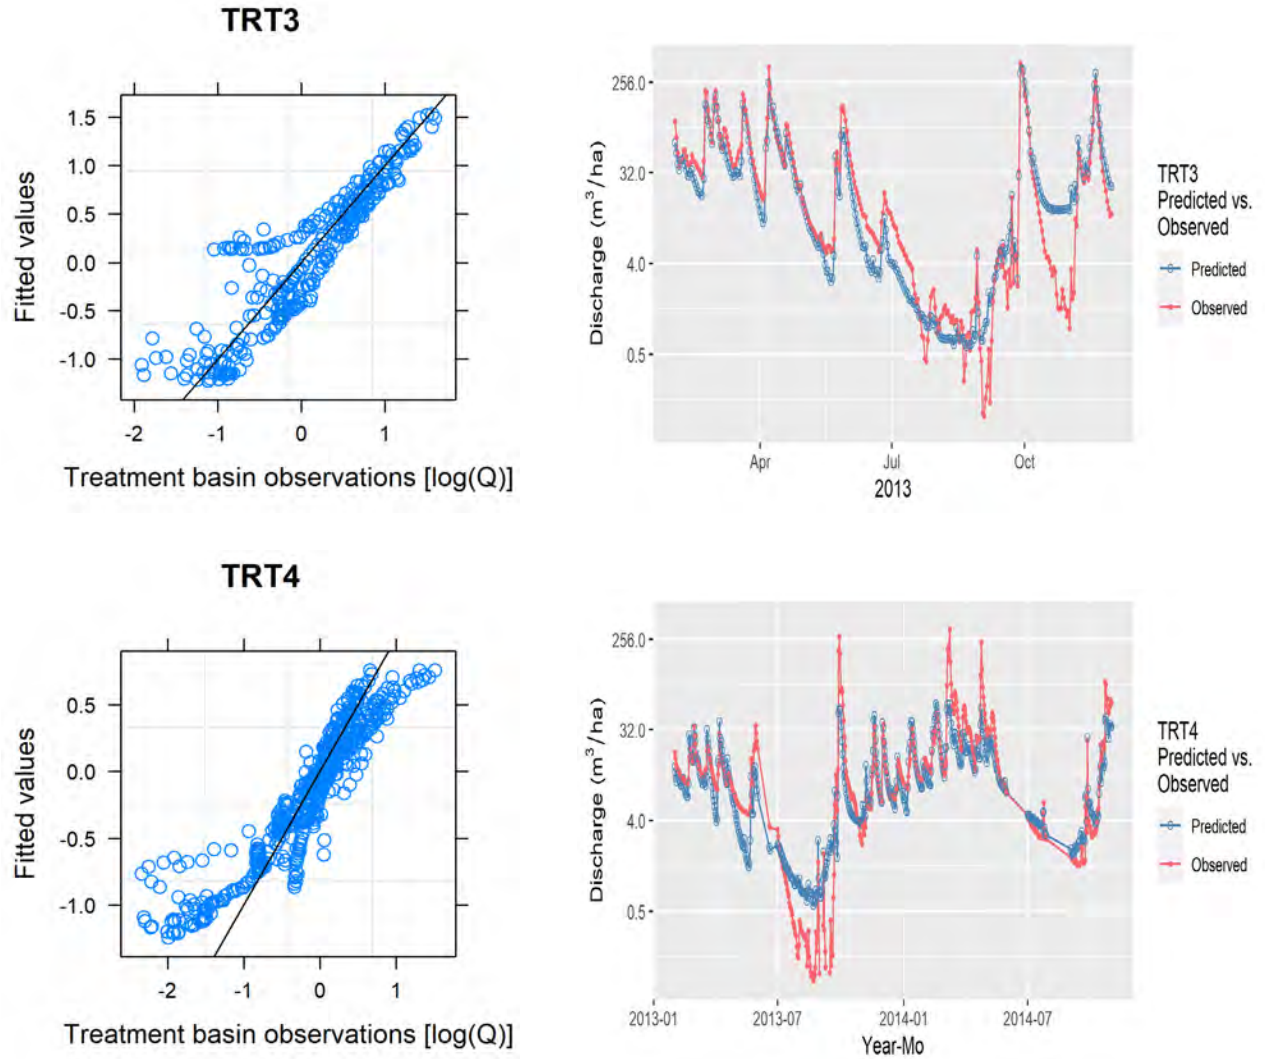 TRT3
Fitted values
1.5
1.0
0.5
0.0
-0.5
-1.0
-2
-1
0
1
Treatment basin observations [log(Q)]
Discharge (m³/ha)
256.0
32.0
4.0
0.5
Apr
Jul
Oct
2013
TRT3
Predicted vs.
Observed
Predicted
Observed
TRT4
Fitted values
0.5
0.0
-0.5
-1.0
-2
-1
0
1
Treatment basin observations [log(Q)]
Discharge (m³/ha)
256.0
32.0
4.0
0.5
2013-01
2013-07
2014-01
2014-07
Year-Mo
TRT4
Predicted vs.
Observed
Predicted
Observed